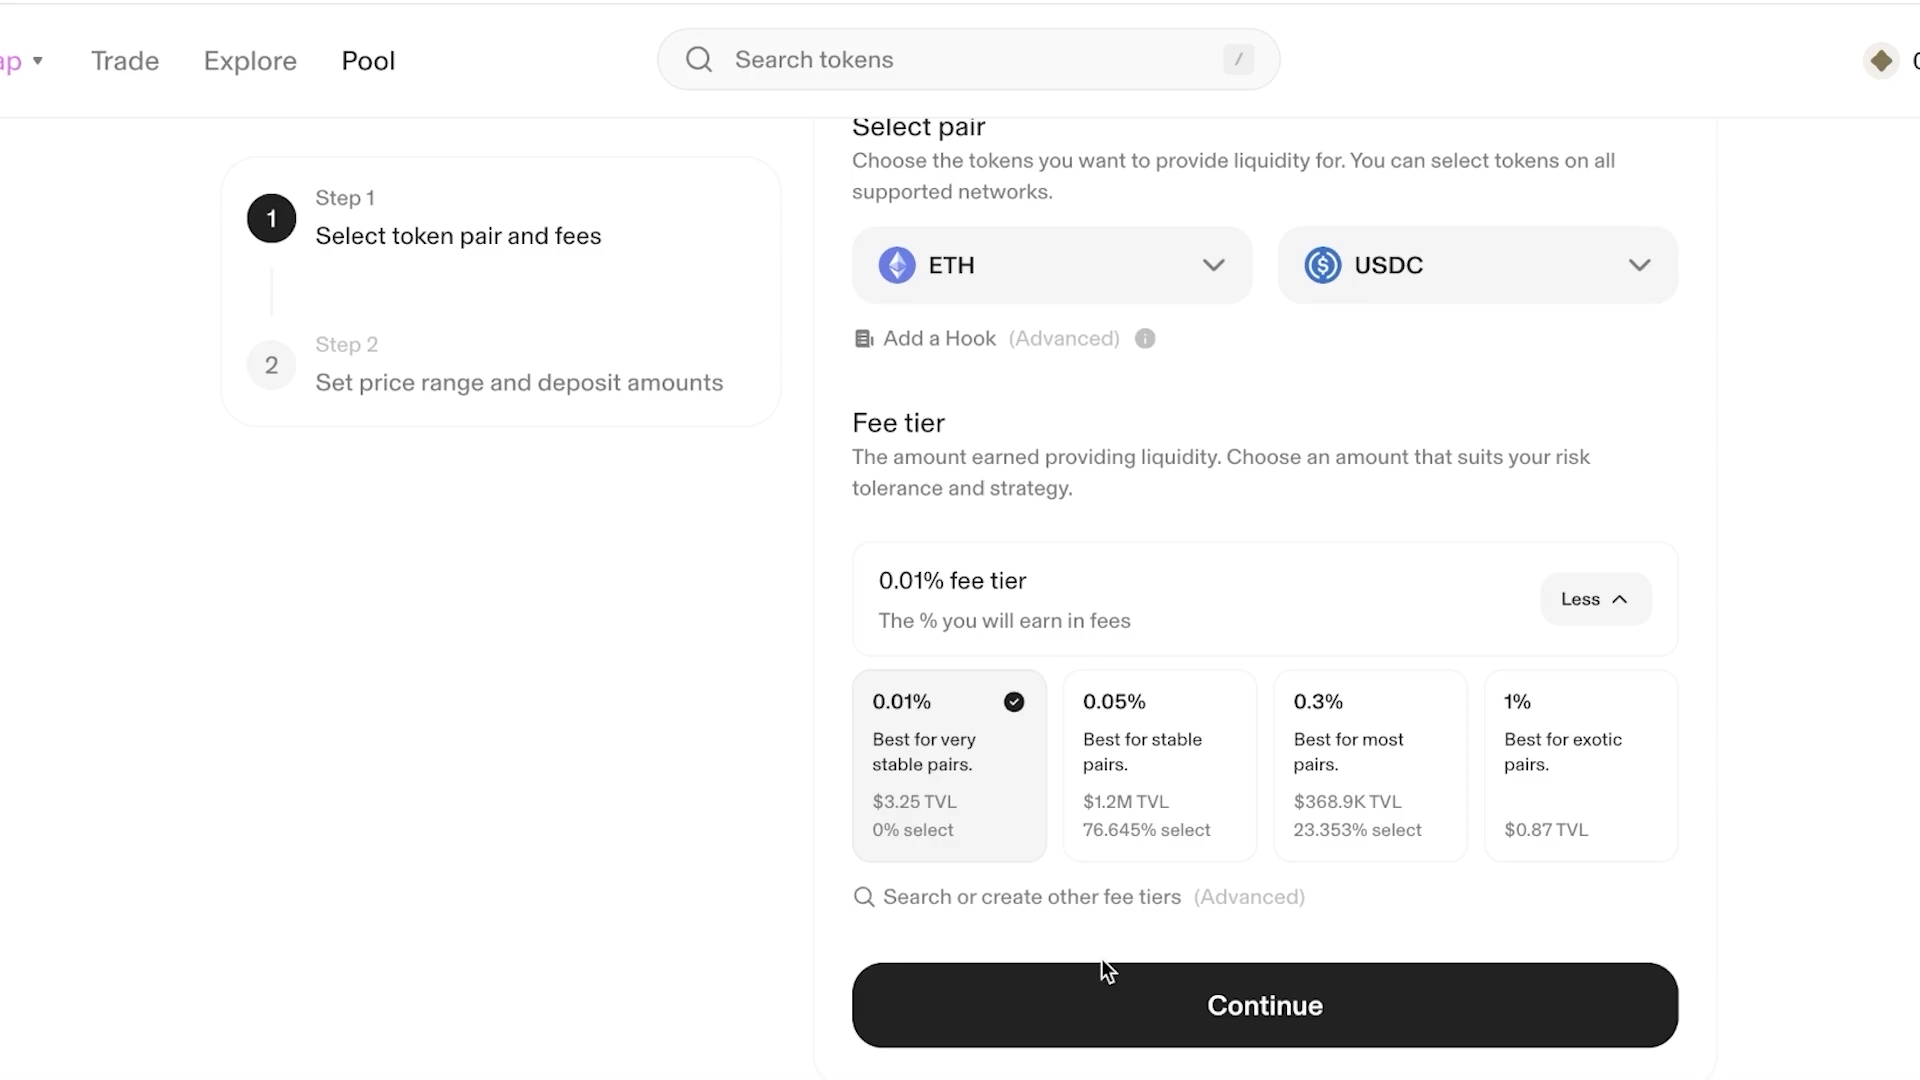 ap
Trade
Explore
Pool
Search tokens
/
Step 1
1
Select token pair and fees
Step 2
2
Set price range and deposit amounts
Select pair
Choose the tokens you want to provide liquidity for. You can select tokens on all
supported networks.
ETH
USDC
Add a Hook (Advanced)
Fee tier
The amount earned providing liquidity. Choose an amount that suits your risk
tolerance and strategy.
0.01% fee tier
The % you will earn in fees
Less
0.01%
Best for very
stable pairs.
$3.25 TVL
0% select
0.05%
Best for stable
pairs.
$1.2M TVL
76.645% select
0.3%
Best for most
pairs.
$368.9K TVL
23.353% select
1%
Best for exotic
pairs.
$0.87 TVL
Search or create other fee tiers (Advanced)
Continue